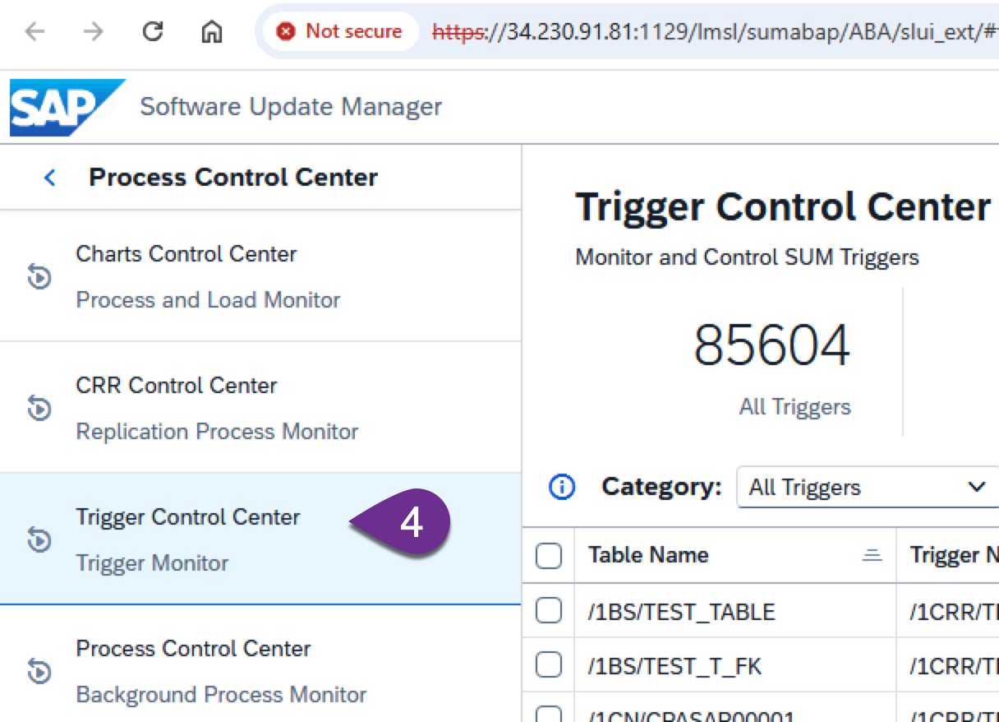 Not secure https://34.230.91.81:1129/lmsl/sumabap/ABA/slui_ext/#
SAP Software Update Manager
Process Control Center
Charts Control Center
Process and Load Monitor
CRR Control Center
Replication Process Monitor
Trigger Control Center
Trigger Monitor
4
Process Control Center
Background Process Monitor
Trigger Control Center
Monitor and Control SUM Triggers
85604
All Triggers
Category: All Triggers
Table Name Trigger N
/1BS/TEST_TABLE /1CRR/T
/1BS/TEST_T_FK /1CRR/T
/1CN/CPASAP00001 /1CRR/T